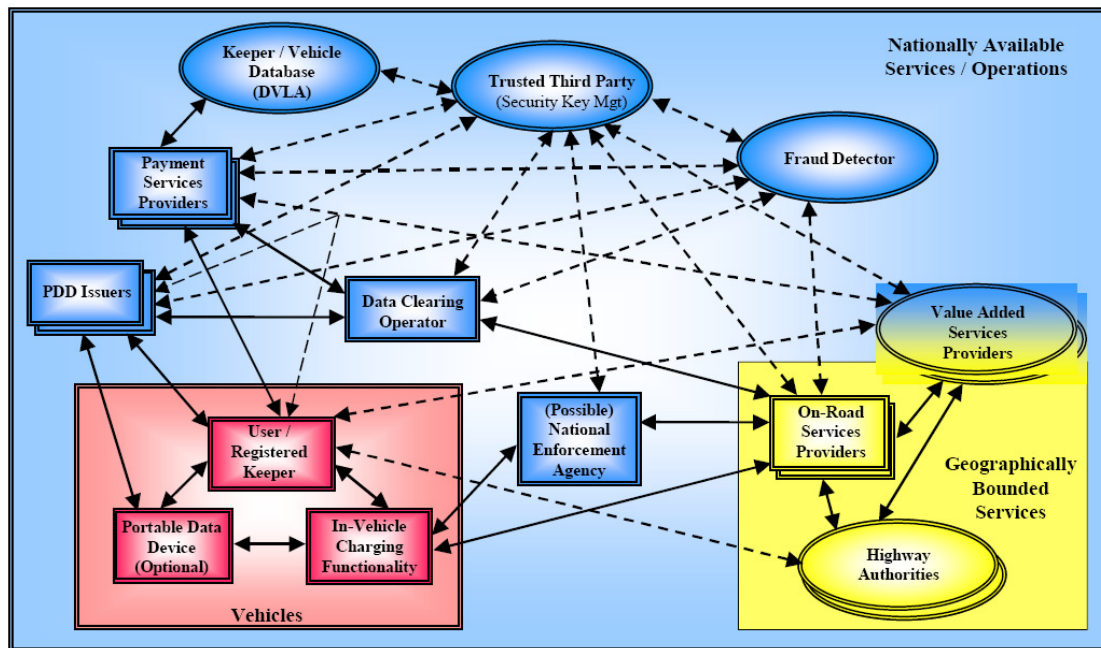 Keeper / Vehicle
Database
(DVLA)
Trusted Third Party
(Security Key Mgt)
Nationally Available
Services / Operations
Payment
Services
Providers
Fraud Detector
PDD Issuers
Data Clearing
Operator
Value Added
Services
Providers
User /
Registered
Keeper
(Possible)
National
Enforcement
Agency
On-Road
Services
Providers
Geographically
Bounded
Services
Portable Data
Device
(Optional)
In-Vehicle
Charging
Functionality
Highway
Authorities
Vehicles